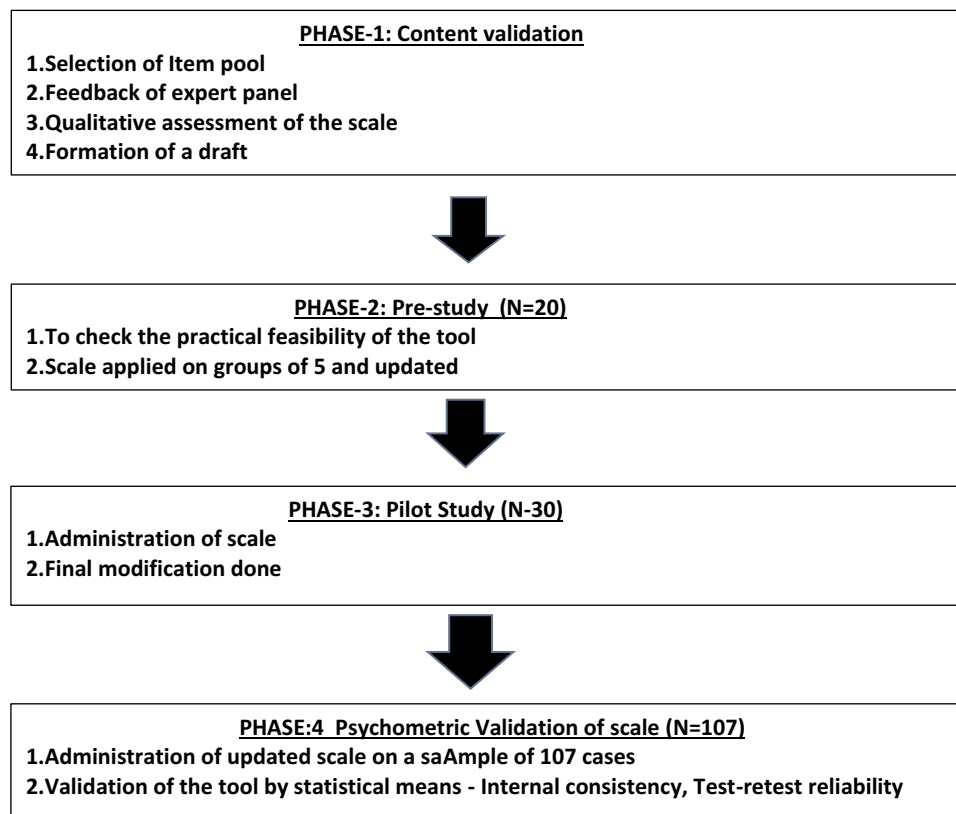 PHASE-1: Content validation
1.Selection of Item pool
2.Feedback of expert panel
3.Qualitative assessment of the scale
4.Formation of a draft
PHASE-2: Pre-study (N=20)
1.To check the practical feasibility of the tool
2.Scale applied on groups of 5 and updated
PHASE-3: Pilot Study (N-30)
1.Administration of scale
2.Final modification done
PHASE:4 Psychometric Validation of scale (N=107)
1.Administration of updated scale on a saAmple of 107 cases
2.Validation of the tool by statistical means - Internal consistency, Test-retest reliability